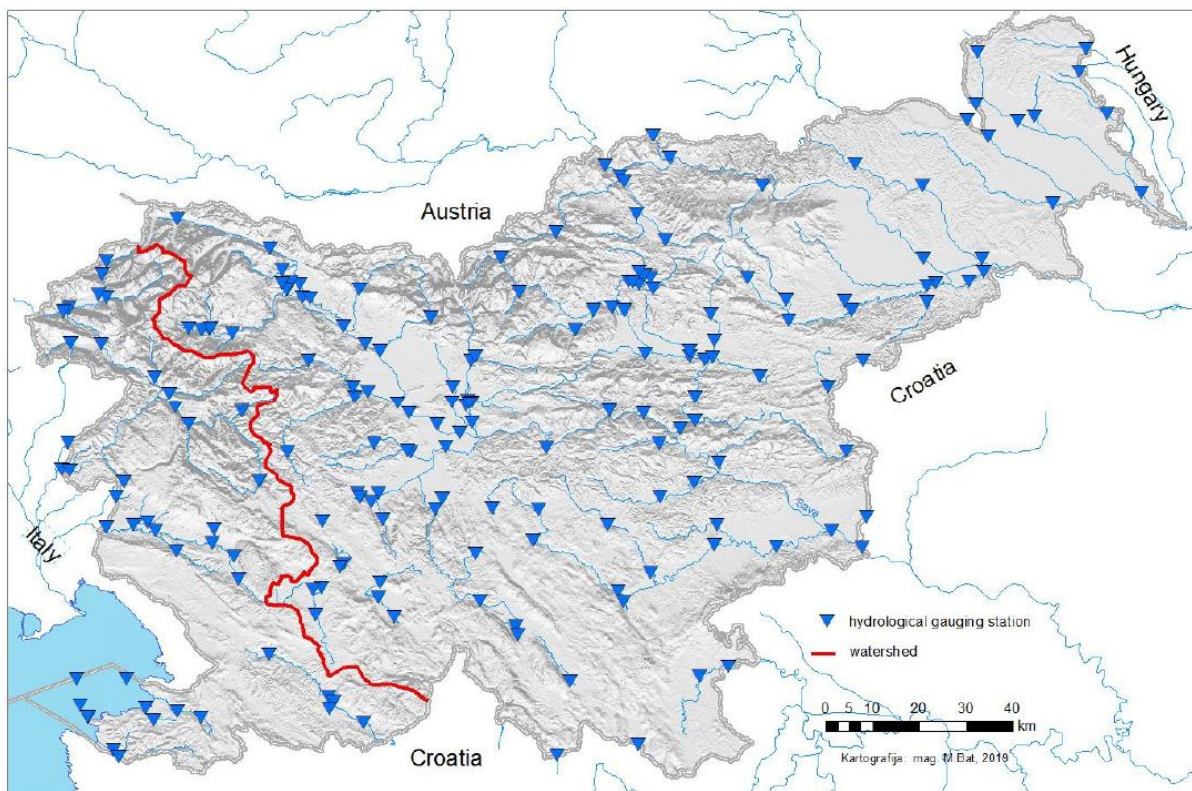 Hungary
Austria
Croatia
Sava
Italy
hydrological gauging station
watershed
0 5 10 20 30 40
km
Croatia
Kartografija: mag. M.Bat, 2019